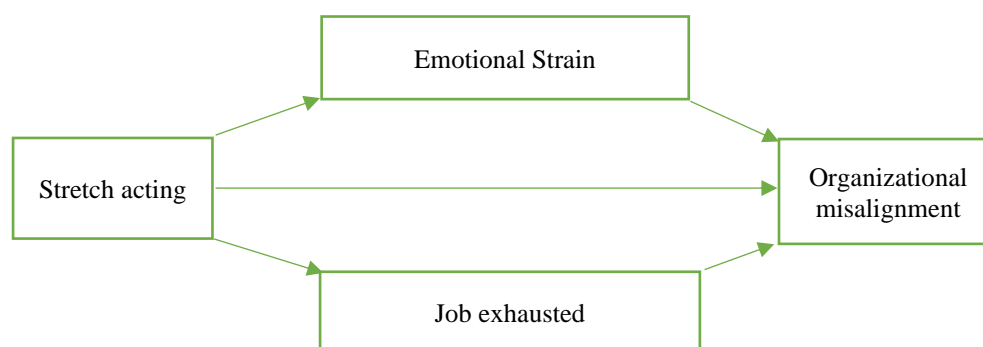 Emotional Strain
Stretch acting
Organizational
misalignment
Job exhausted